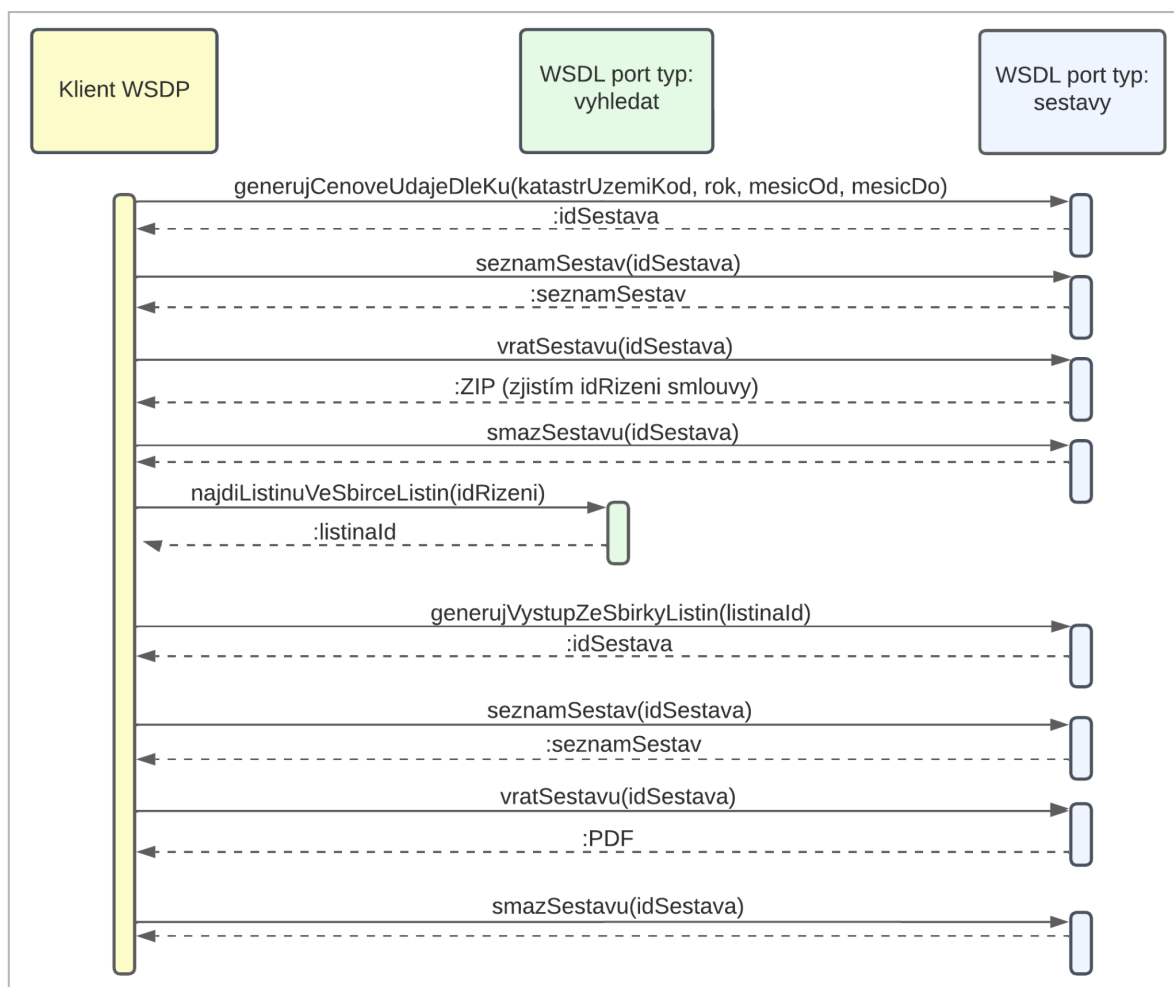 Klient WSDP
WSDL port typ:
vyhledat
WSDL port typ:
sestavy
generujCenoveUdajeDleKu(katastrUzemiKod, rok, mesicOd, mesicDo)
:idSestava
seznamSestav(idSestava)
:seznamSestav
vratSestavu(idSestava)
:ZIP (zjistím idRizeni smlouvy)
smazSestavu(idSestava)
najdiListinuVeSbirceListin(idRizeni)
:listinaId
generujVystupZeSbirkyListin(listinaId)
:idSestava
seznamSestav(idSestava)
:seznamSestav
vratSestavu(idSestava)
:PDF
smazSestavu(idSestava)